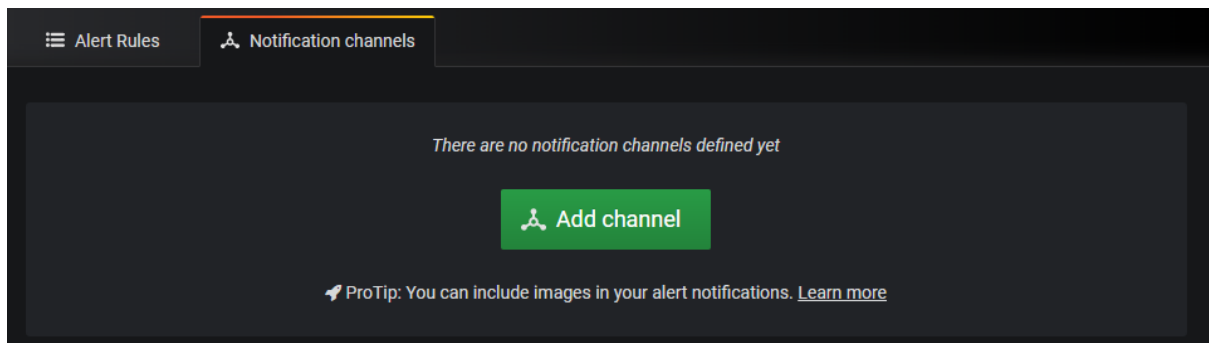 Alert Rules
Notification channels
There are no notification channels defined yet
Add channel
ProTip: You can include images in your alert notifications. Learn more